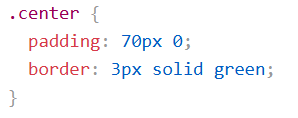 .center {
  padding: 70px 0;
  border: 3px solid green;
}